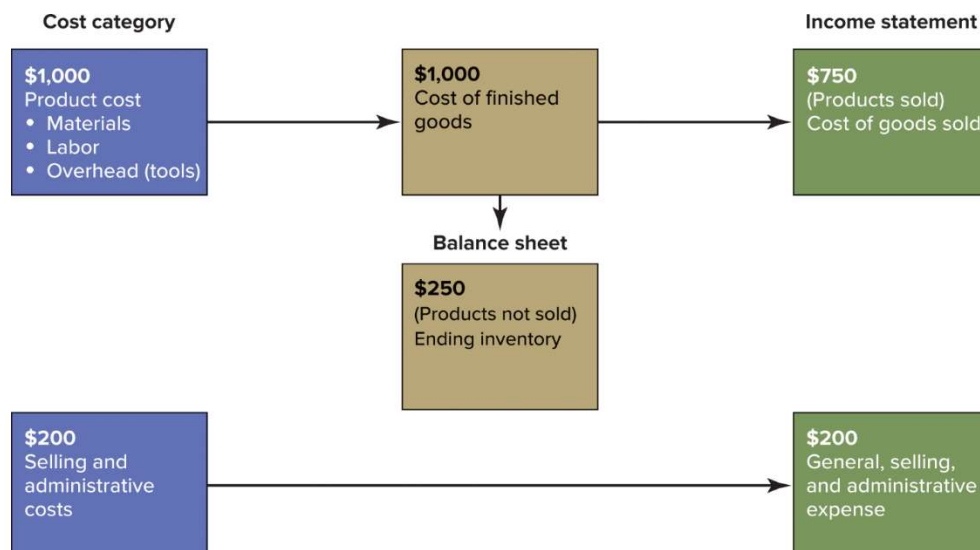 Cost category
Income statement
$1,000
Product cost
• Materials
• Labor
• Overhead (tools)
$1,000
Cost of finished
goods
$750
(Products sold)
Cost of goods sold
Balance sheet
$250
(Products not sold)
Ending inventory
$200
Selling and
administrative
costs
$200
General, selling,
and administrative
expense